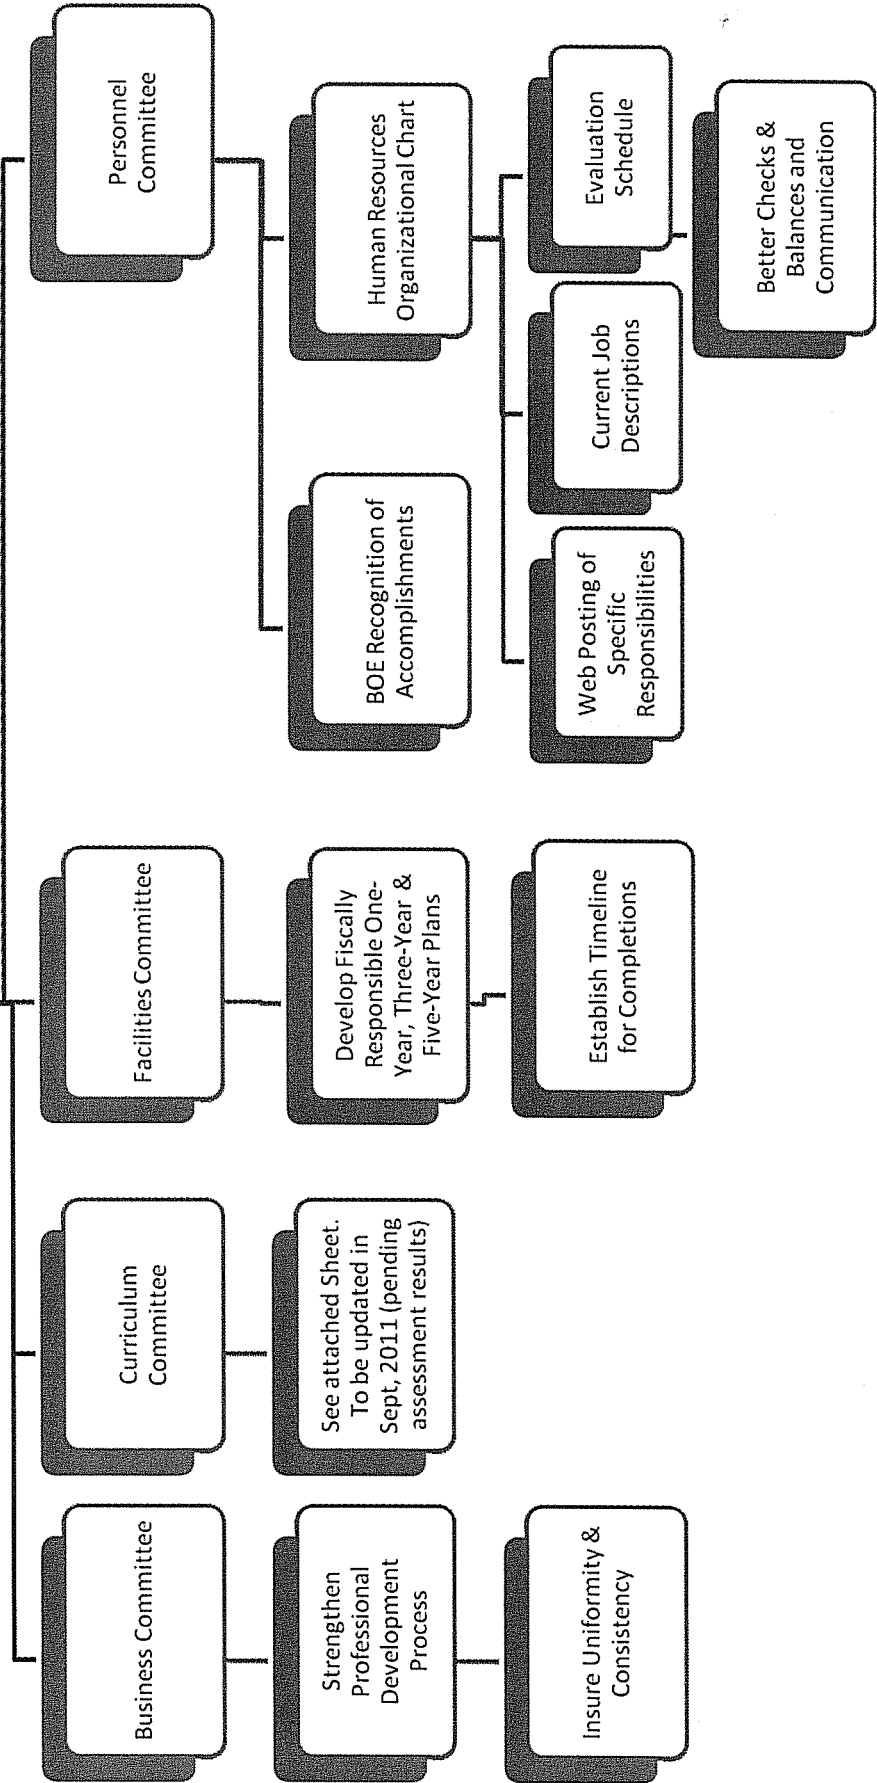 Business Committee
Curriculum
Committee
Facilities Committee
Personnel
Committee
Strengthen
Professional
Development
Process
See attached Sheet.
To be updated in
Sept, 2011 (pending
assessment results)
Develop Fiscally
Responsible One-
Year, Three-Year &
Five-Year Plans
BOE Recognition of
Accomplishments
Human Resources
Organizational Chart
Insure Uniformity &
Consistency
Establish Timeline
for Completions
Web Posting of
Specific
Responsibilities
Current Job
Descriptions
Evaluation
Schedule
Better Checks &
Balances and
Communication